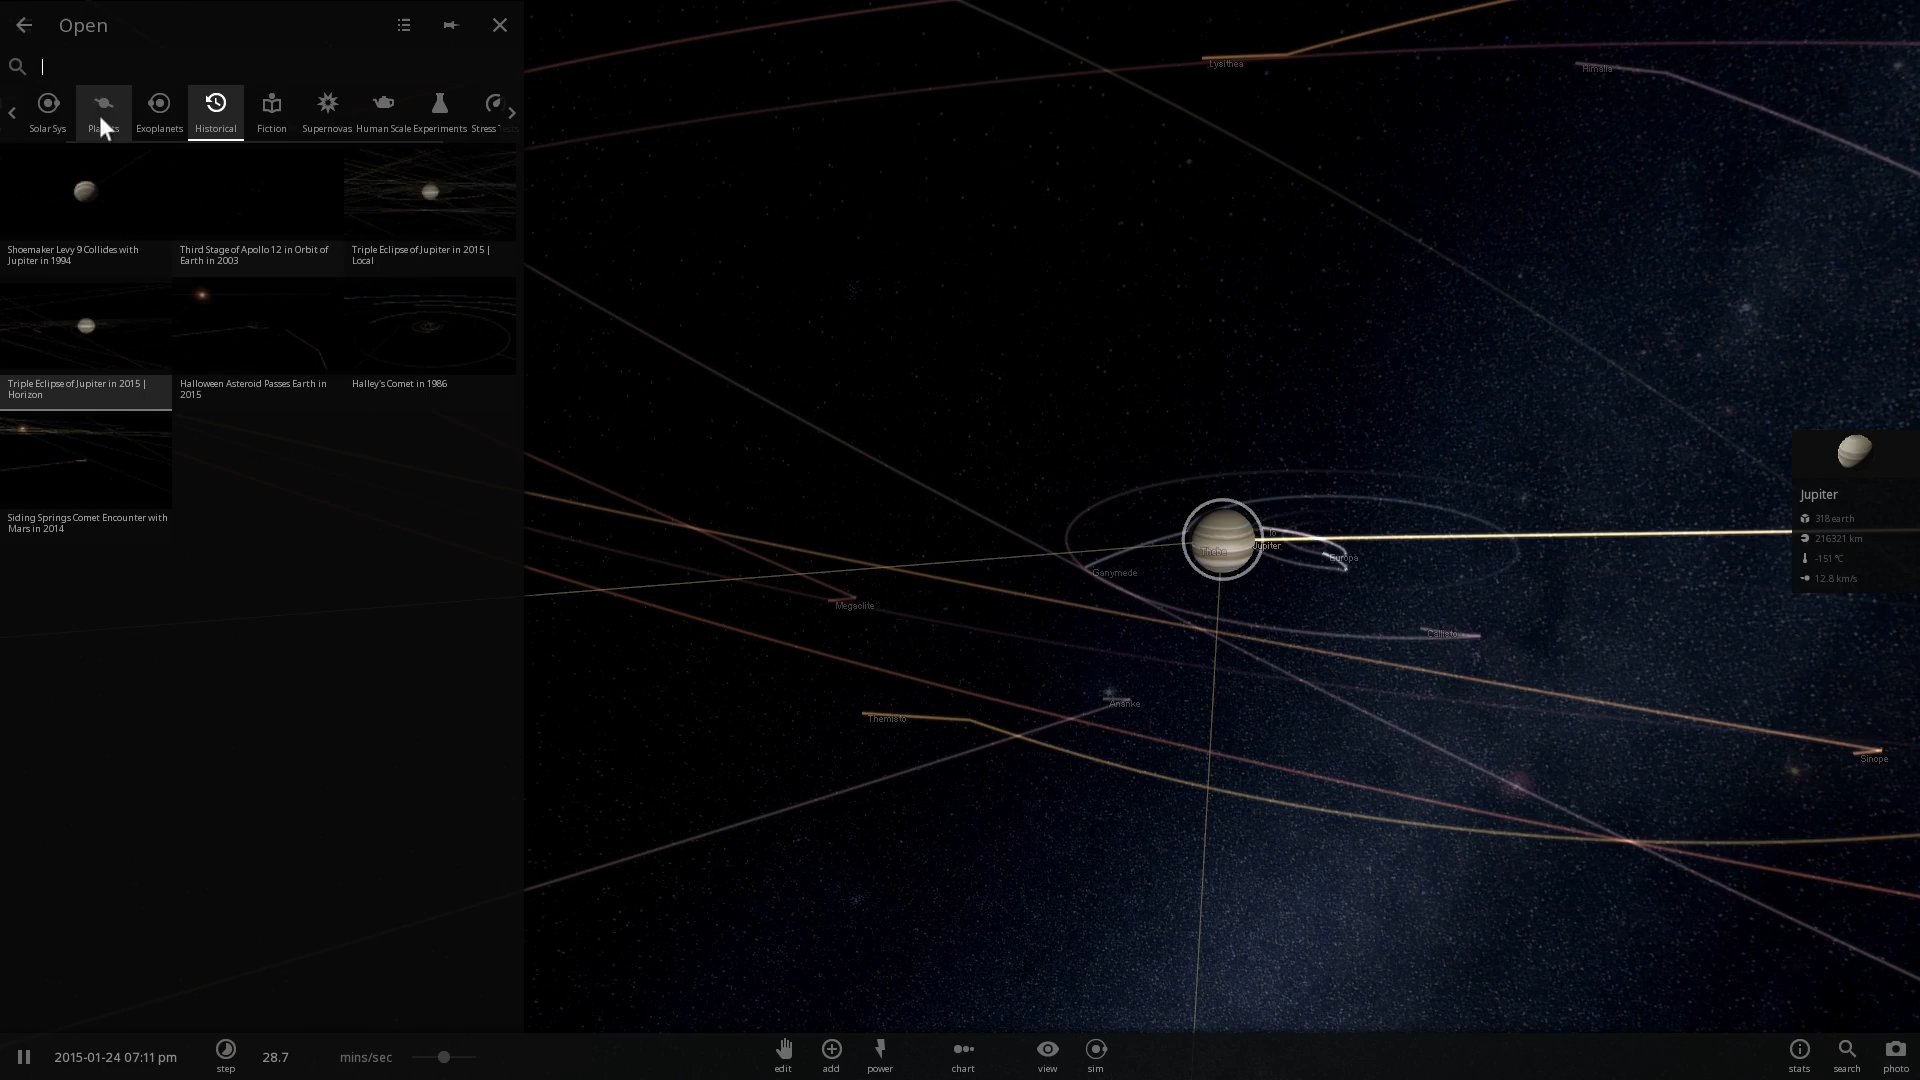 Open
Solar Sys
Exoplanets
Historical
Fiction
Supernovas
Human Scale
Experiments
Stress
Shoemaker Levy 9 Collides with
Jupiter in 1994
Third Stage of Apollo 12 in Orbit of
Earth in 2003
Triple Eclipse of Jupiter in 2015 |
Local
Triple Eclipse of Jupiter in 2015 |
Horizon
Halloween Asteroid Passes Earth in
2015
Halley's Comet in 1986
Siding Springs Comet Encounter with
Mars in 2014
Lysithea
Himalia
Thebe
Io
Jupiter
Europa
Ganymede
Megaclite
Callisto
Ananke
Themisto
Sinope
Jupiter
318 earth
216321 km
-151 °C
12.8 km/s
2015-01-24 07:11 pm
step
28.7
mins/sec
edit
add
power
chart
view
sim
stats
search
photo